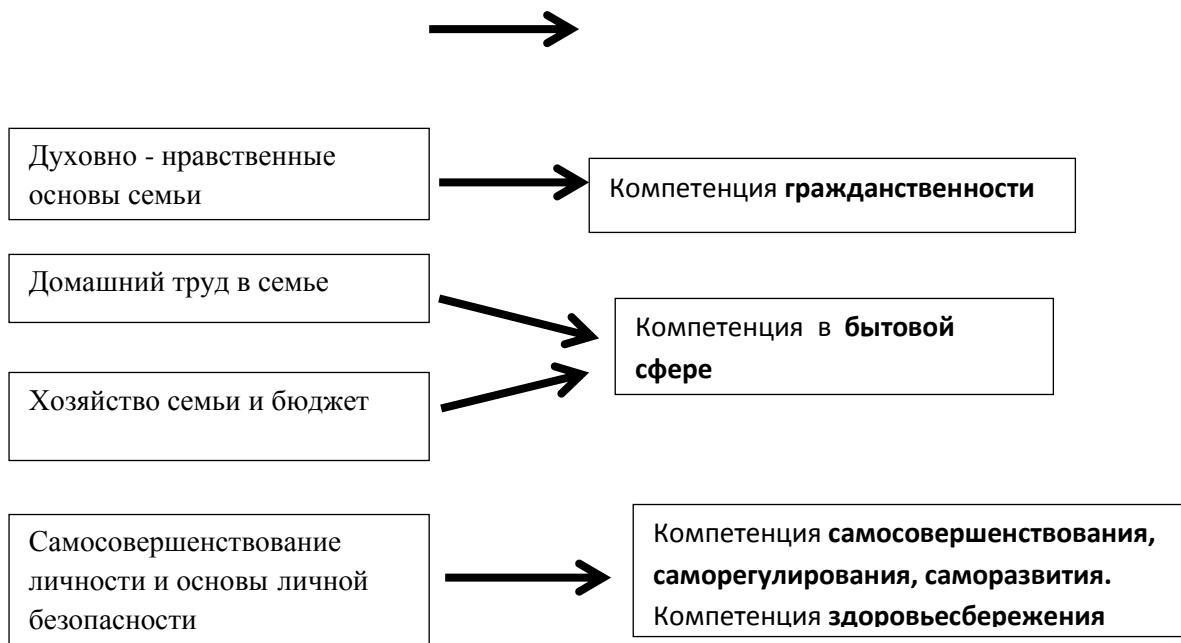 Духовно - нравственные
основы семьи
Компетенция гражданственности
Домашний труд в семье
Компетенция в бытовой
сфере
Хозяйство семьи и бюджет
Самосовершенствование
личности и основы личной
безопасности
Компетенция самосовершенствования,
саморегулирования, саморазвития.
Компетенция здоровьесбережения